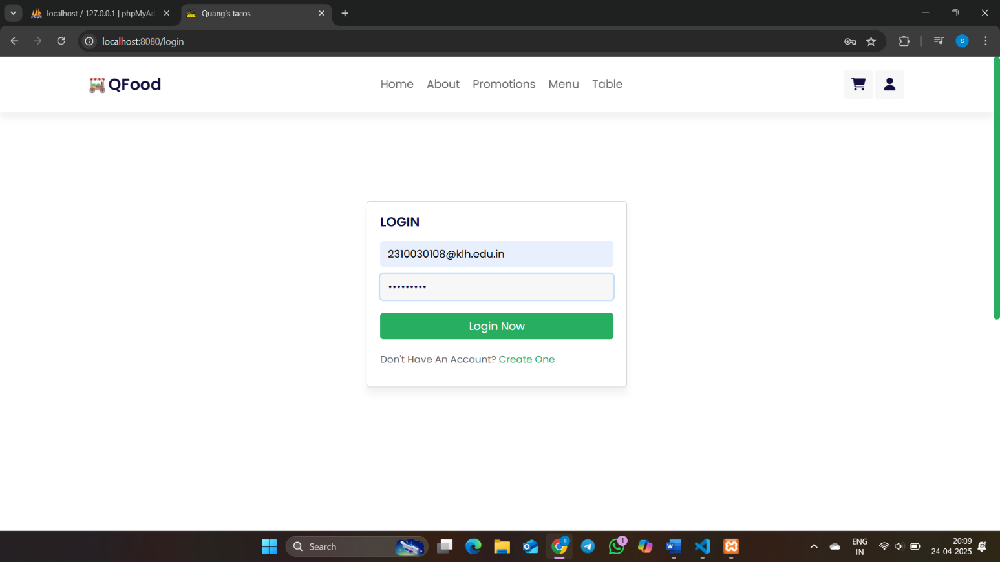 localhost / 127.0.0.1 | phpMyAd
Quang's tacos
localhost:8080/login
S
QFood
Home About Promotions Menu Table
LOGIN
2310030108@klh.edu.in
•••••••••
Login Now
Don't Have An Account? Create One
Search
1
ENG
IN
20:09
24-04-2025